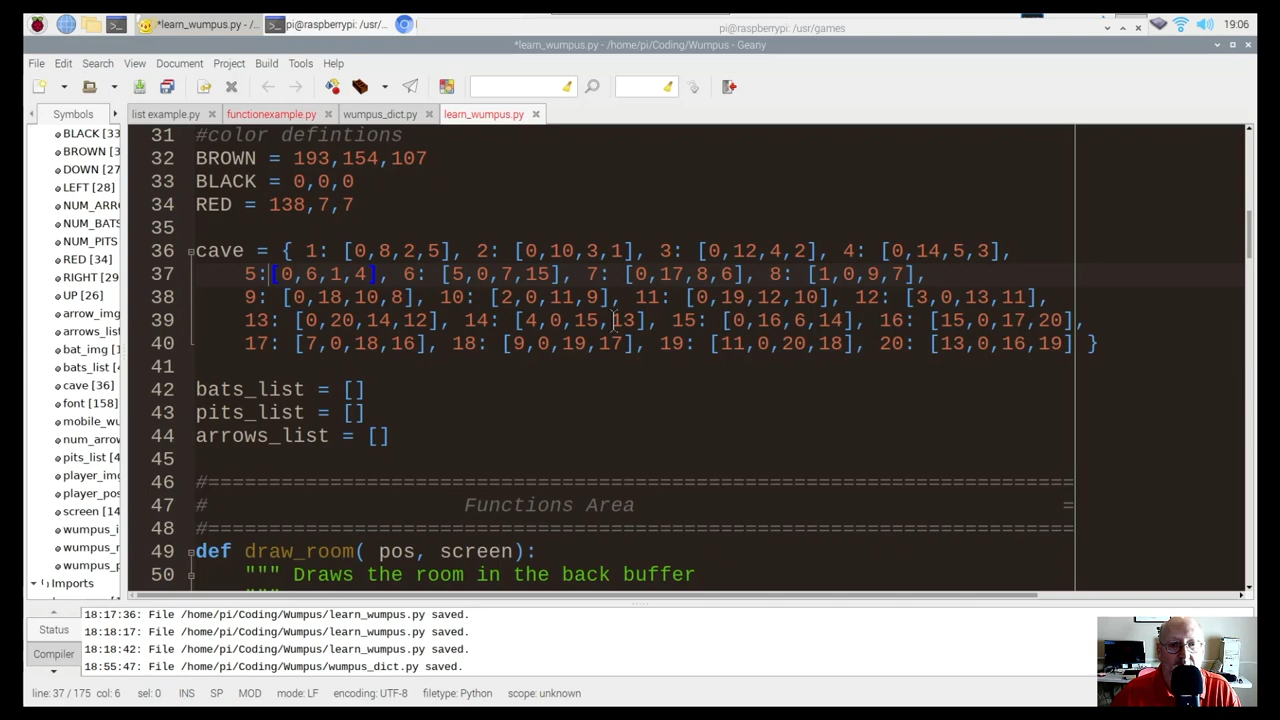 *learn_wumpus.py - /...
pi@raspberrypi: /usr/...
pi@raspberrypi: /usr/games
19:06
*learn_wumpus.py - /home/pi/Coding/Wumpus - Geany
File Edit Search View Document Project Build Tools Help
Symbols
list example.py functionexample.py wumpus_dict.py learn_wumpus.py
BLACK [33
BROWN [3
DOWN [27
LEFT [28]
NUM_ARR
NUM_BATS
NUM_PITS
RED [34]
RIGHT [29
UP [26]
arrow_img
arrows_list
bat_img [4
bats_list [4
cave [36]
font [158]
mobile_wu
num_arrow
pits_list [4
player_img
player_pos
screen [14
wumpus_i
wumpus_r
wumpus_p
Imports
31 #color defintions
32 BROWN = 193,154,107
33 BLACK = 0,0,0
34 RED = 138,7,7
35
36 cave = { 1: [0,8,2,5], 2: [0,10,3,1], 3: [0,12,4,2], 4: [0,14,5,3],
37 5:[0,6,1,4], 6: [5,0,7,15], 7: [0,17,8,6], 8: [1,0,9,7],
38 9: [0,18,10,8], 10: [2,0,11,9], 11: [0,19,12,10], 12: [3,0,13,11],
39 13: [0,20,14,12], 14: [4,0,15,13], 15: [0,16,6,14], 16: [15,0,17,20],
40 17: [7,0,18,16], 18: [9,0,19,17], 19: [11,0,20,18], 20: [13,0,16,19] }
41
42 bats_list = []
43 pits_list = []
44 arrows_list = []
45
46 #=======================================================================
47 # Functions Area =
48 #=======================================================================
49 def draw_room( pos, screen):
50 """ Draws the room in the back buffer
Status
Compiler
18:17:36: File /home/pi/Coding/Wumpus/learn_wumpus.py saved.
18:18:17: File /home/pi/Coding/Wumpus/learn_wumpus.py saved.
18:18:42: File /home/pi/Coding/Wumpus/learn_wumpus.py saved.
18:55:47: File /home/pi/Coding/Wumpus/wumpus_dict.py saved.
line: 37 / 175 col: 6 sel: 0 INS SP MOD mode: LF encoding: UTF-8 filetype: Python scope: unknown